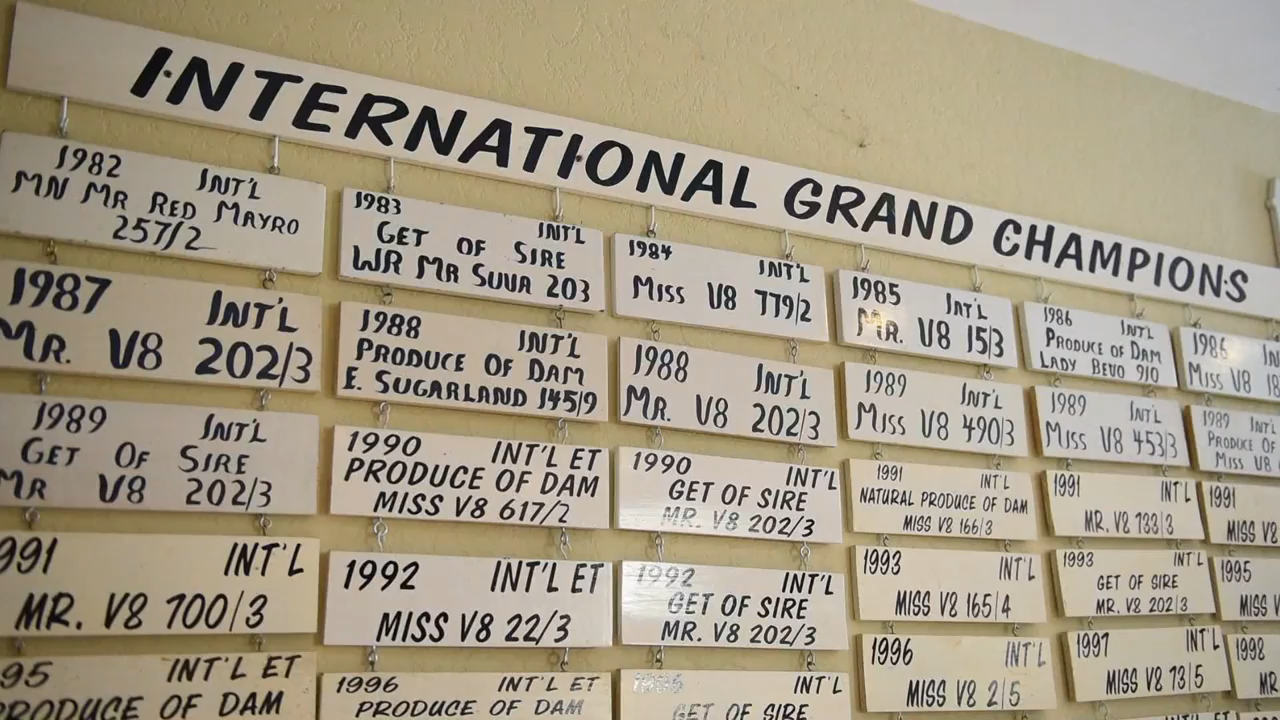 INTERNATIONAL GRAND CHAMPIONS
1982 INT'L
MN MR RED MAYRO
257/2
1983 INT'L
GET OF SIRE
WR MR SUVA 203
1984 INT'L
MISS V8 779/2
1985 INT'L
MR. V8 15/3
1986 INT'L
PRODUCE OF DAM
LADY BEVO 910
1986
MISS V8
1987 INT'L
MR. V8 202/3
1988 INT'L
PRODUCE OF DAM
E. SUGARLAND 145/9
1988 INT'L
MR. V8 202/3
1989 INT'L
MISS V8 490/3
1989 INT'L
MISS V8 453/3
1989 INT'L
PRODUCE OF
MISS V8
1989 INT'L
GET OF SIRE
MR V8 202/3
1990 INT'L ET
PRODUCE OF DAM
MISS V8 617/2
1990 INT'L
GET OF SIRE
MR. V8 202/3
1991 INT'L
NATURAL PRODUCE OF DAM
MISS V8 166/3
1991 INT'L
MR. V8 733/3
1991
MISS V8
991 INT'L
MR. V8 700/3
1992 INT'L ET
MISS V8 22/3
1992 INT'L
GET OF SIRE
MR. V8 202/3
1993 INT'L
MISS V8 165/4
1993 INT'L
GET OF SIRE
MR. V8 202/3
1995
MISS V
95 INT'L ET
PRODUCE OF DAM
1996 INT'L ET
PRODUCE OF DAM
INT'L
GET OF SIRE
1996 INT'L
MISS V8 2/5
1997 INT'L
MISS V8 73/5
1998
MR